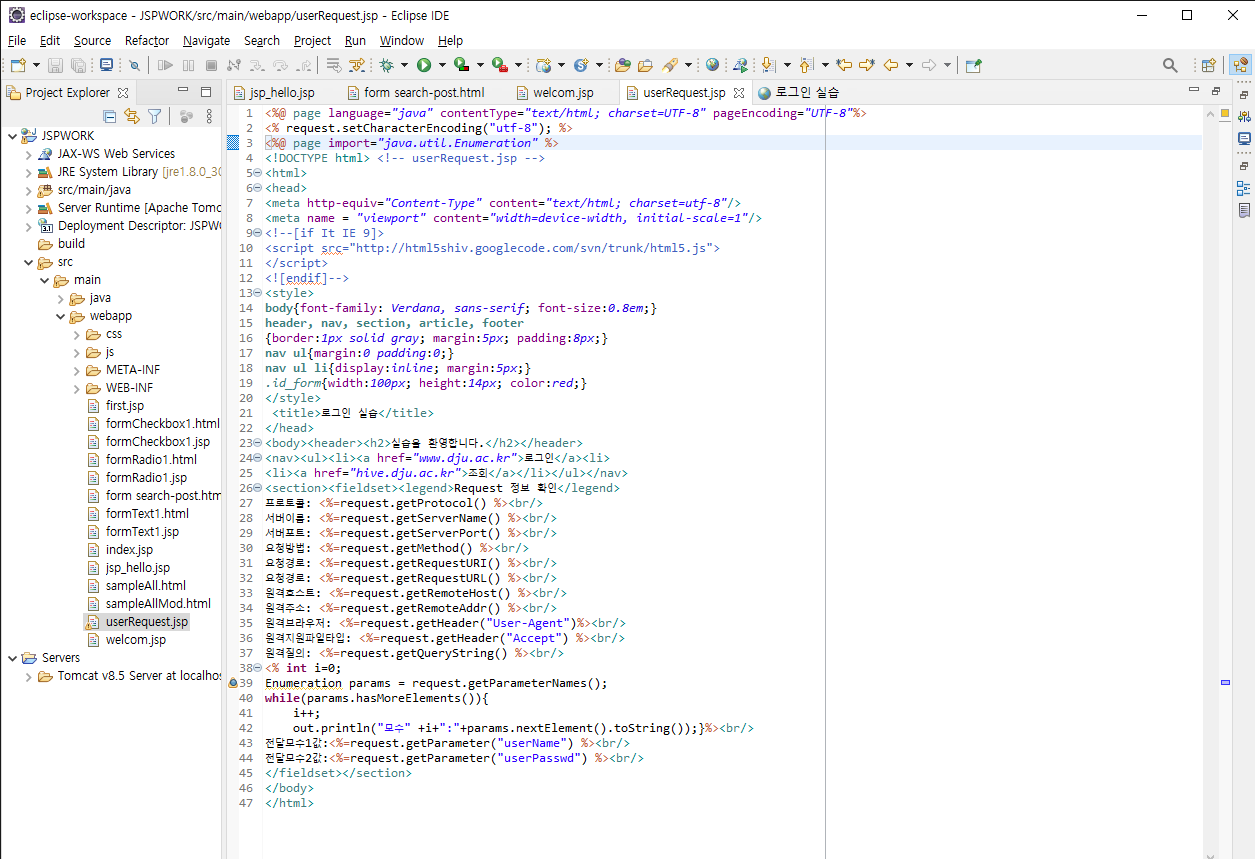 eclipse-workspace - JSPWORK/src/main/webapp/userRequest.jsp - Eclipse IDE
File Edit Source Refactor Navigate Search Project Run Window Help
Project Explorer
JSPWORK
JAX-WS Web Services
JRE System Library [jre1.8.0_30
src/main/java
Server Runtime [Apache Tomc
Deployment Descriptor: JSPW
build
src
main
java
webapp
css
js
META-INF
WEB-INF
first.jsp
formCheckbox1.html
formCheckbox1.jsp
formRadio1.html
formRadio1.jsp
form search-post.htm
formText1.html
formText1.jsp
index.jsp
jsp_hello.jsp
sampleAll.html
sampleAllMod.html
userRequest.jsp
welcom.jsp
Servers
Tomcat v8.5 Server at localhos
jsp_hello.jsp form search-post.html welcom.jsp userRequest.jsp 로그인 실습
1 <%@ page language="java" contentType="text/html; charset=UTF-8" pageEncoding="UTF-8"%>
2 <% request.setCharacterEncoding("utf-8"); %>
3 <%@ page import="java.util.Enumeration" %>
4 <!DOCTYPE html> <!-- userRequest.jsp -->
5 <html>
6 <head>
7 <meta http-equiv="Content-Type" content="text/html; charset=utf-8"/>
8 <meta name = "viewport" content="width=device-width, initial-scale=1"/>
9 <!--[if It IE 9]>
10 <script src="http://html5shiv.googlecode.com/svn/trunk/html5.js">
11 </script>
12 <![endif]-->
13 <style>
14 body{font-family: Verdana, sans-serif; font-size:0.8em;}
15 header, nav, section, article, footer
16 {border:1px solid gray; margin:5px; padding:8px;}
17 nav ul{margin:0 padding:0;}
18 nav ul li{display:inline; margin:5px;}
19 .id_form{width:100px; height:14px; color:red;}
20 </style>
21 <title>로그인 실습</title>
22 </head>
23 <body><header><h2>실습을 환영합니다.</h2></header>
24 <nav><ul><li><a href="www.dju.ac.kr">로그인</a><li>
25 <li><a href="hive.dju.ac.kr">조회</a></li></ul></nav>
26 <section><fieldset><legend>Request 정보 확인</legend>
27 프로토콜: <%=request.getProtocol() %><br/>
28 서버이름: <%=request.getServerName() %><br/>
29 서버포트: <%=request.getServerPort() %><br/>
30 요청방법: <%=request.getMethod() %><br/>
31 요청경로: <%=request.getRequestURI() %><br/>
32 요청경로: <%=request.getRequestURL() %><br/>
33 원격호스트: <%=request.getRemoteHost() %><br/>
34 원격주소: <%=request.getRemoteAddr() %><br/>
35 원격브라우저: <%=request.getHeader("User-Agent")%><br/>
36 원격지원파일타입: <%=request.getHeader("Accept") %><br/>
37 원격질의: <%=request.getQueryString() %><br/>
38 <% int i=0;
39 Enumeration params = request.getParameterNames();
40 while(params.hasMoreElements()){
41 i++;
42 out.println("모수" +i+":"+params.nextElement().toString());}%><br/>
43 전달모수1값:<%=request.getParameter("userName") %><br/>
44 전달모수2값:<%=request.getParameter("userPasswd") %><br/>
45 </fieldset></section>
46 </body>
47 </html>